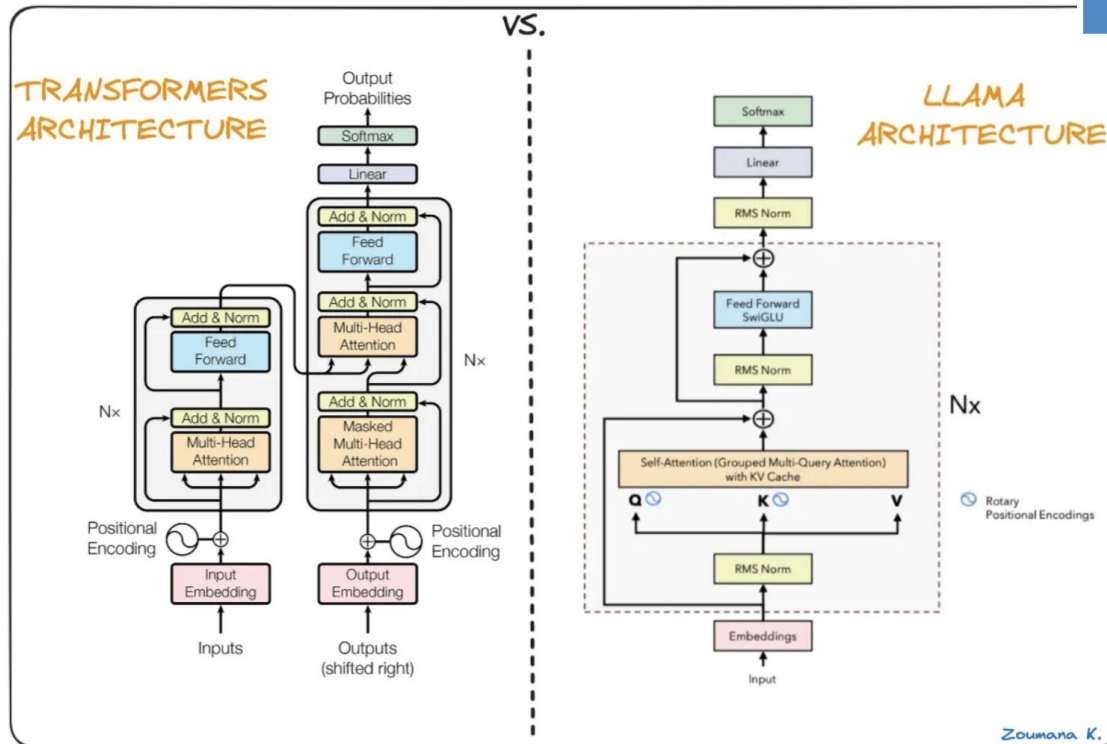 VS.
TRANSFORMERS
ARCHITECTURE
Output
Probabilities
Softmax
Linear
Add & Norm
Feed
Forward
Add & Norm
Multi-Head
Attention
Nx
Add & Norm
Masked
Multi-Head
Attention
Add & Norm
Feed
Forward
Nx
Add & Norm
Multi-Head
Attention
Positional
Encoding
Positional
Encoding
Input
Embedding
Output
Embedding
Inputs
Outputs
(shifted right)
LLAMA
ARCHITECTURE
Softmax
Linear
RMS Norm
Feed Forward
SwiGLU
RMS Norm
Nx
Self-Attention (Grouped Multi-Query Attention)
with KV Cache
Q K V
Rotary
Positional Encodings
RMS Norm
Embeddings
Input
Zoumana K.